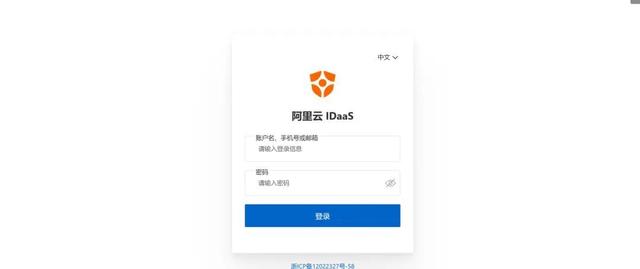 中文
阿里云 IDaaS
账户名、手机号或邮箱
请输入登录信息
密码
请输入密码
登录
浙ICP备12022327号-58